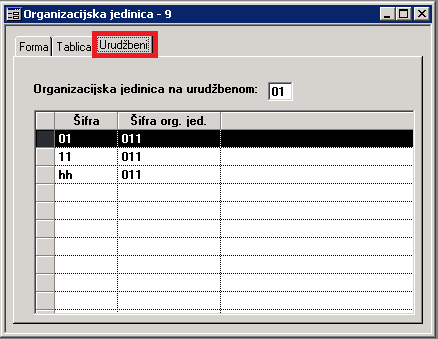 Organizacijska jedinica - 9
Forma Tablica Urudžbeni
Organizacijska jedinica na urudžbenom: 01
Šifra Šifra org. jed.
01 011
11 011
hh 011